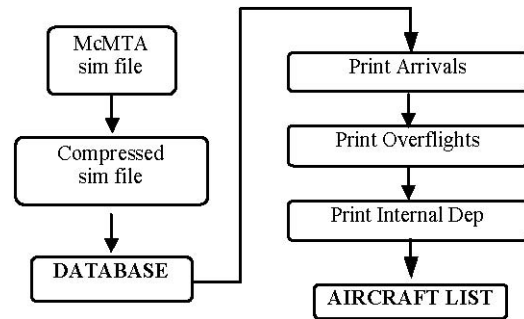 McMTA
sim file
Compressed
sim file
DATABASE
Print Arrivals
Print Overflights
Print Internal Dep
AIRCRAFT LIST